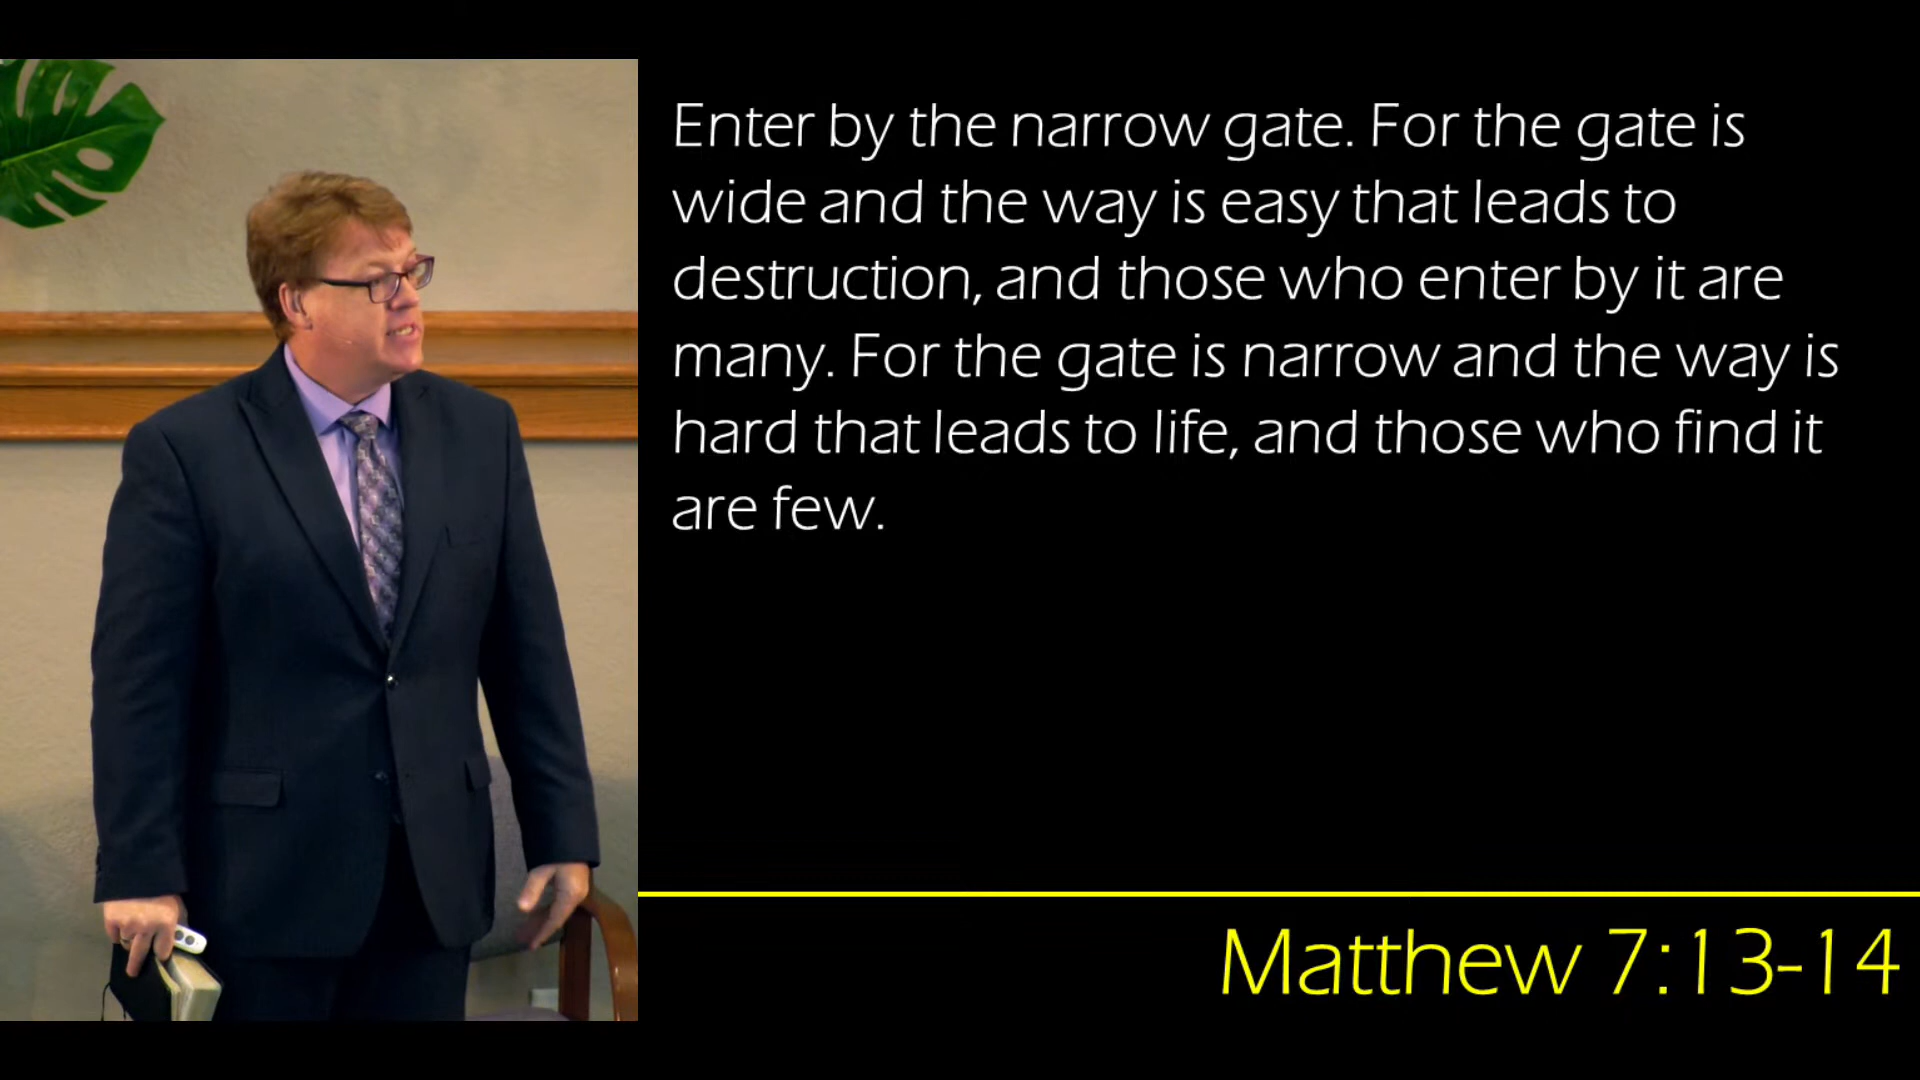 Enter by the narrow gate. For the gate is
wide and the way is easy that leads to
destruction, and those who enter by it are
many. For the gate is narrow and the way is
hard that leads to life, and those who find it
are few.
Matthew 7:13-14